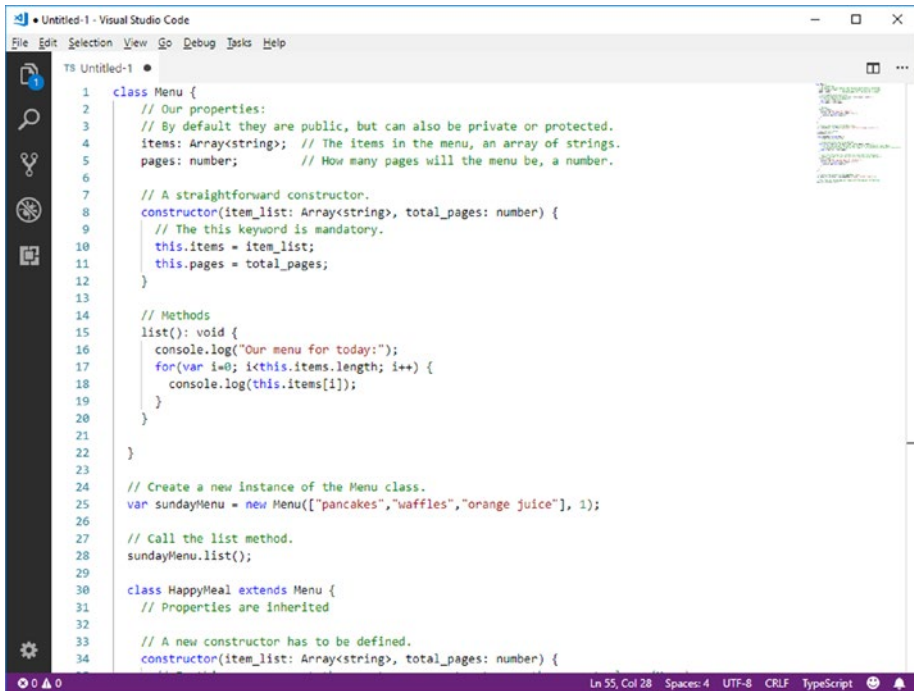 Untitled-1 - Visual Studio Code
File Edit Selection View Go Debug Tasks Help
TS Untitled-1
1
1 class Menu {
2 // Our properties:
3 // By default they are public, but can also be private or protected.
4 items: Array<string>; // The items in the menu, an array of strings.
5 pages: number; // How many pages will the menu be, a number.
6
7 // A straightforward constructor.
8 constructor(item_list: Array<string>, total_pages: number) {
9 // The this keyword is mandatory.
10 this.items = item_list;
11 this.pages = total_pages;
12 }
13
14 // Methods
15 list(): void {
16 console.log("Our menu for today:");
17 for(var i=0; i<this.items.length; i++) {
18 console.log(this.items[i]);
19 }
20 }
21
22 }
23
24 // Create a new instance of the Menu class.
25 var sundayMenu = new Menu(["pancakes","waffles","orange juice"], 1);
26
27 // Call the list method.
28 sundayMenu.list();
29
30 class HappyMeal extends Menu {
31 // Properties are inherited
32
33 // A new constructor has to be defined.
34 constructor(item_list: Array<string>, total_pages: number) {
0 0 Ln 55, Col 28 Spaces: 4 UTF-8 CRLF TypeScript